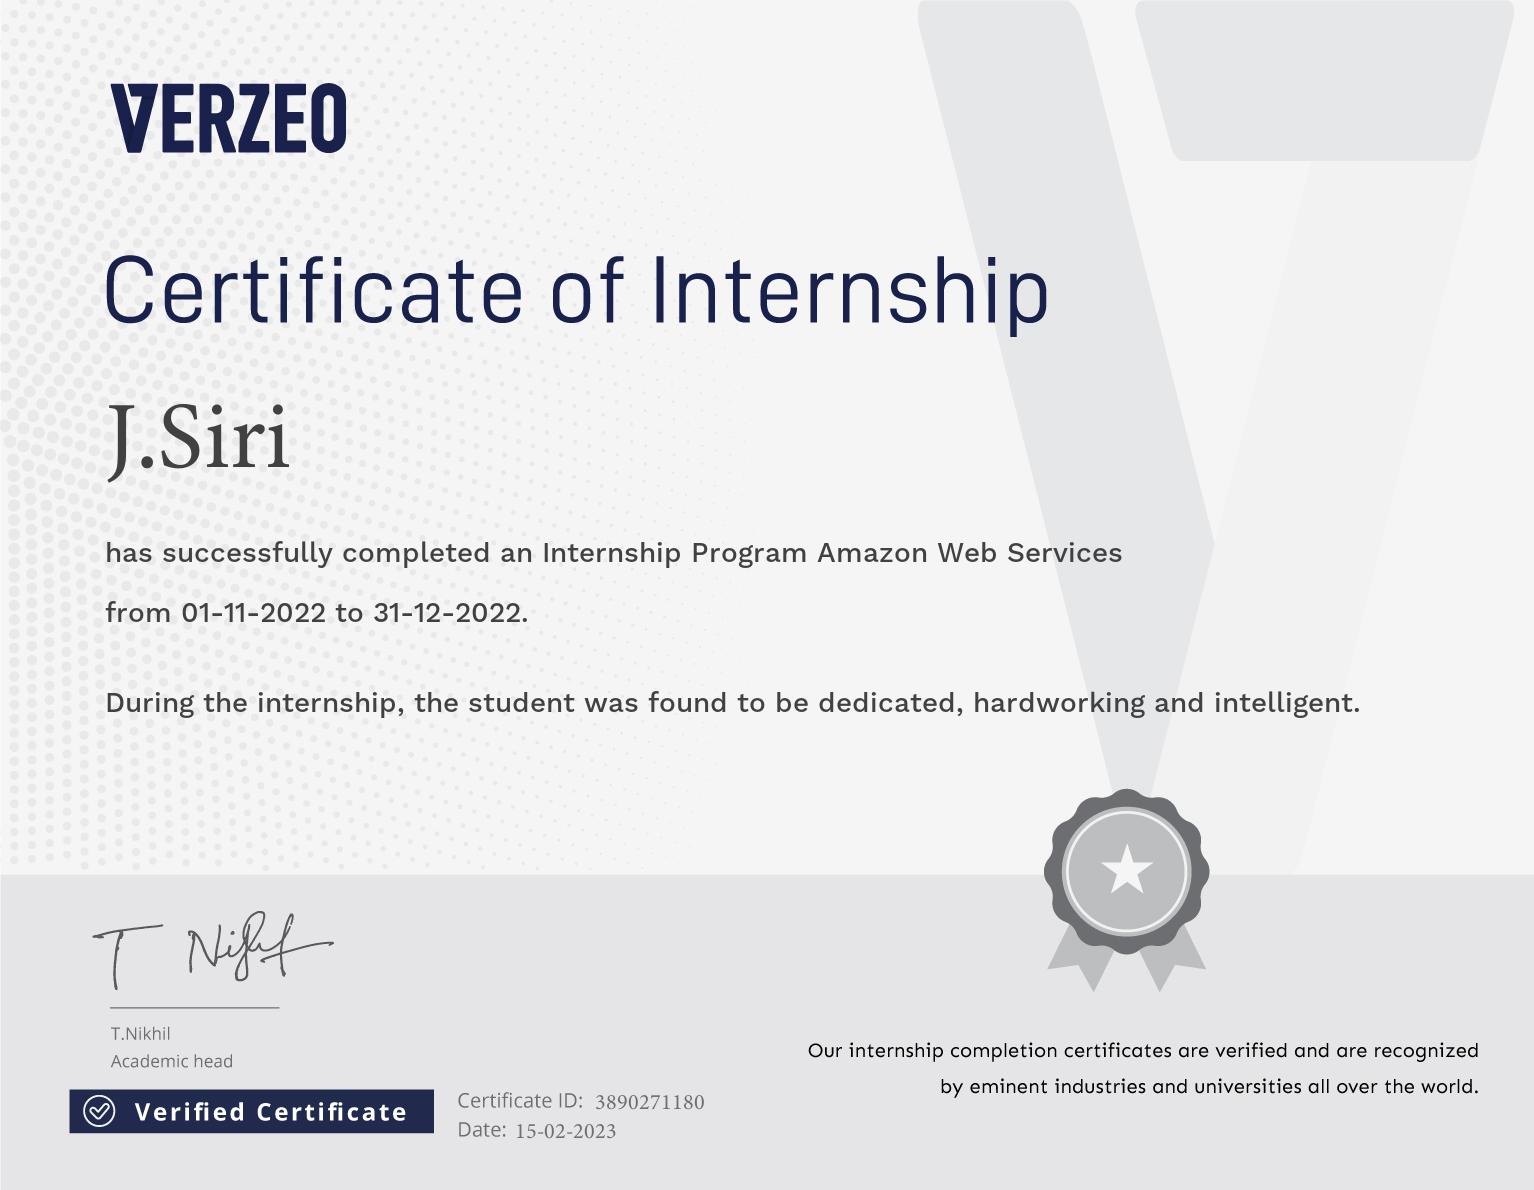 VERZEO
Certificate of Internship
J.Siri
has successfully completed an Internship Program Amazon Web Services
from 01-11-2022 to 31-12-2022.
During the internship, the student was found to be dedicated, hardworking and intelligent.
T Nikhil
T.Nikhil
Academic head
Verified Certificate
Certificate ID: 3890271180
Date: 15-02-2023
Our internship completion certificates are verified and are recognized
by eminent industries and universities all over the world.